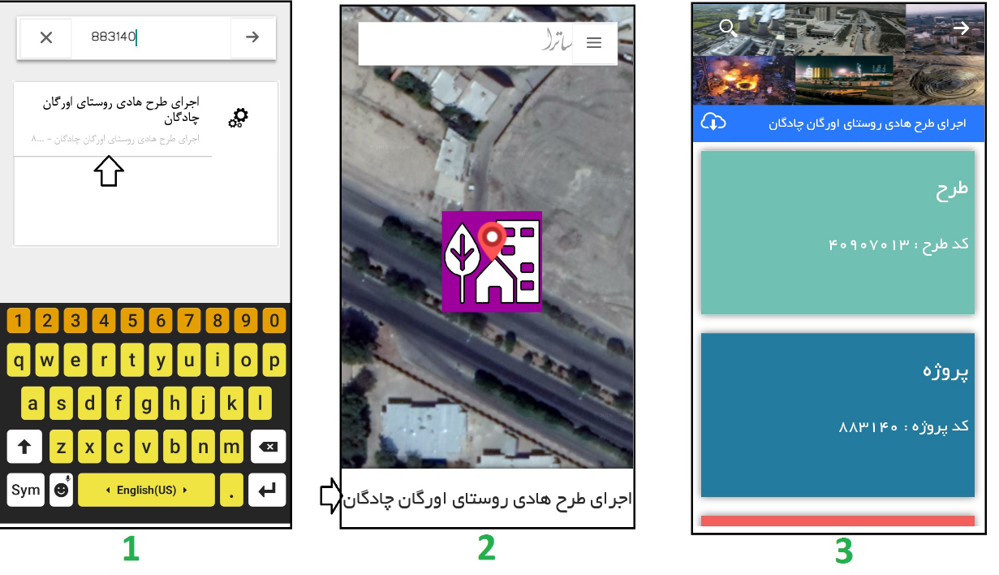 883140
اجرای طرح هادی روستای اورگان
چادگان
اجرای طرح هادی روستای اورگان چادگان - ...۸
1 2 3 4 5 6 7 8 9 0
q w e r t y u i o p
a s d f g h j k l
z x c v b n m
Sym English(US) .
1
ساترا
اجرای طرح هادی روستای اورگان چادگان
2
اجرای طرح هادی روستای اورگان چادگان
طرح
کد طرح : ۴۰۹۰۷۰۱۳
پروژه
کد پروژه : ۸۸۳۱۴۰
3